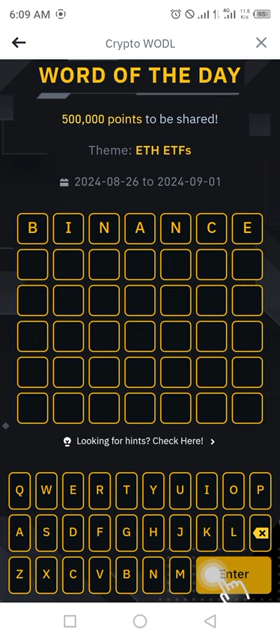 6:09 AM
Crypto WODL
WORD OF THE DAY
500,000 points to be shared!
Theme: ETH ETFs
2024-08-26 to 2024-09-01
B I N A N C E
Looking for hints? Check Here!
Q W E R T Y U I O P
A S D F G H J K L
Z X C V B N M Enter